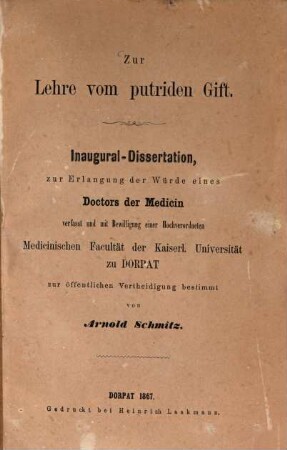 Zur
Lehre vom putriden Gift.
Inaugural-Dissertation,
zur Erlangung der Würde eines
Doctors der Medicin
verfasst und mit Bewilligung einer Hochverordneten
Medicinischen Facultät der Kaiserl. Universität
zu DORPAT
zur öffentlichen Vertheidigung bestimmt
von
Arnold Schmitz.
DORPAT 1867.
Gedruckt bei Heinrich Laakmann.